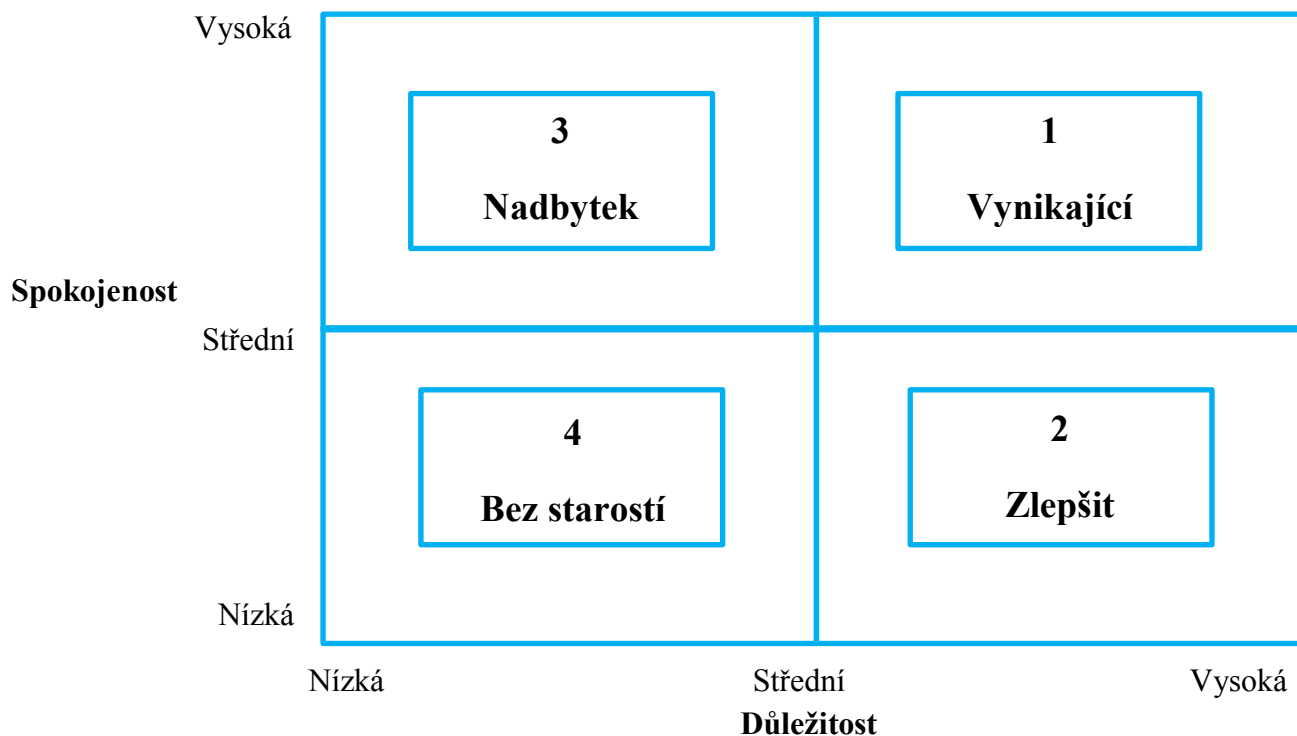 Vysoká
3
Nadbytek
1
Vynikající
Spokojenost
Střední
4
Bez starostí
2
Zlepšit
Nízká
Nízká
Střední
Vysoká
Důležitost